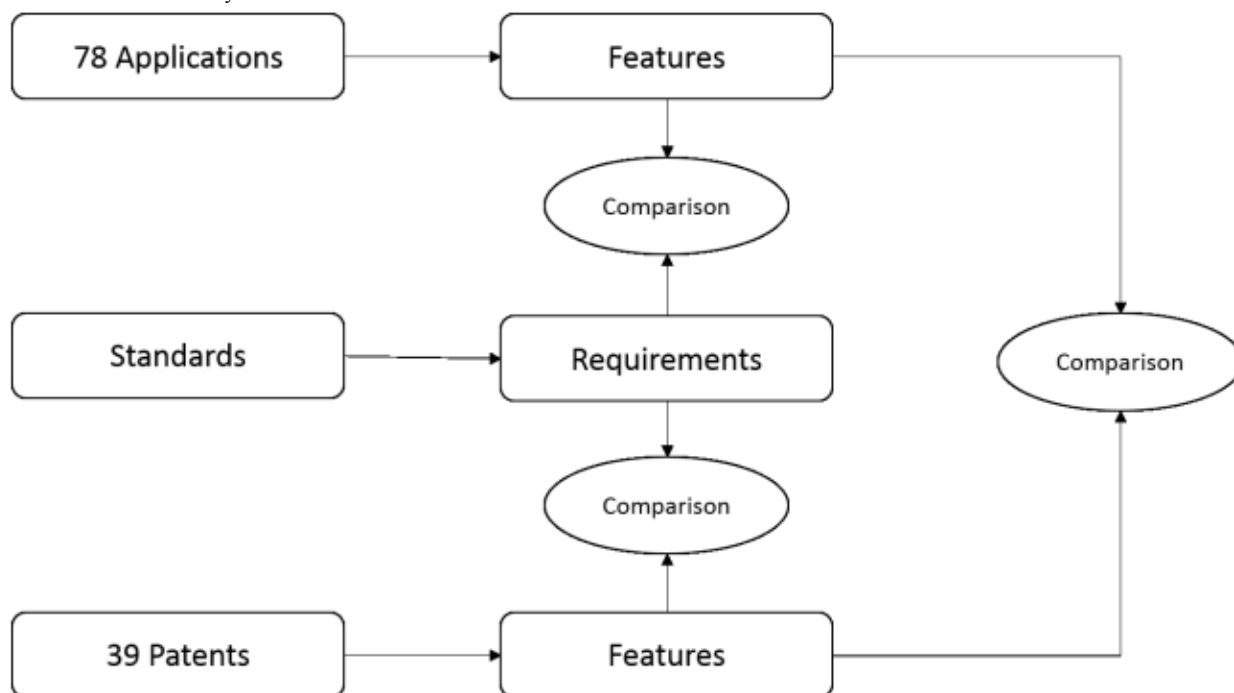 78 Applications
Features
Comparison
Standards
Requirements
Comparison
Comparison
39 Patents
Features